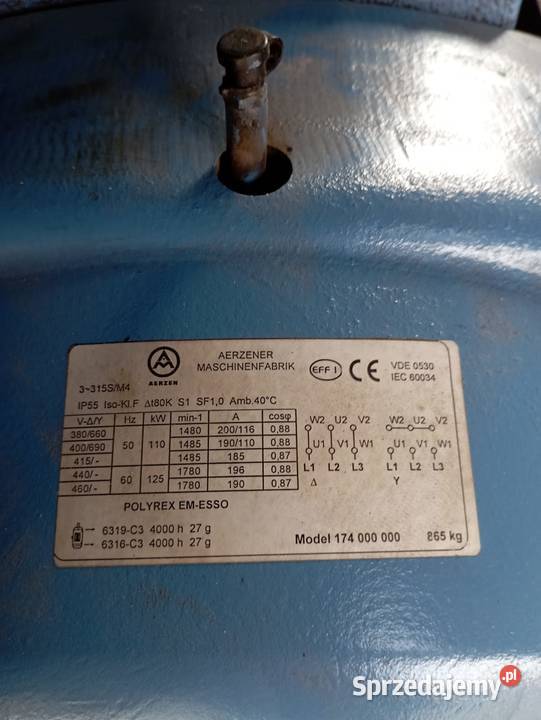 AERZEN
AERZENER
MASCHINENFABRIK
EFF I
CE
VDE 0530
IEC 60034
3~315S/M4
IP55 Iso-Kl.F Δt80K S1 SF1,0 Amb.40°C
V-Δ/Y Hz kW min-1 A cosφ
380/660 50 110 1480 200/116 0,88
400/690 1485 190/110 0,88
415/- 1485 185 0,87
440/- 60 125 1780 196 0,88
460/- 1780 190 0,87
W2 U2 V2
U1 V1 W1
L1 L2 L3
Δ
W2 U2 V2
U1 V1 W1
L1 L2 L3
Y
POLYREX EM-ESSO
6319-C3 4000 h 27 g
6316-C3 4000 h 27 g
Model 174 000 000
865 kg
Sprzedajemy.pl